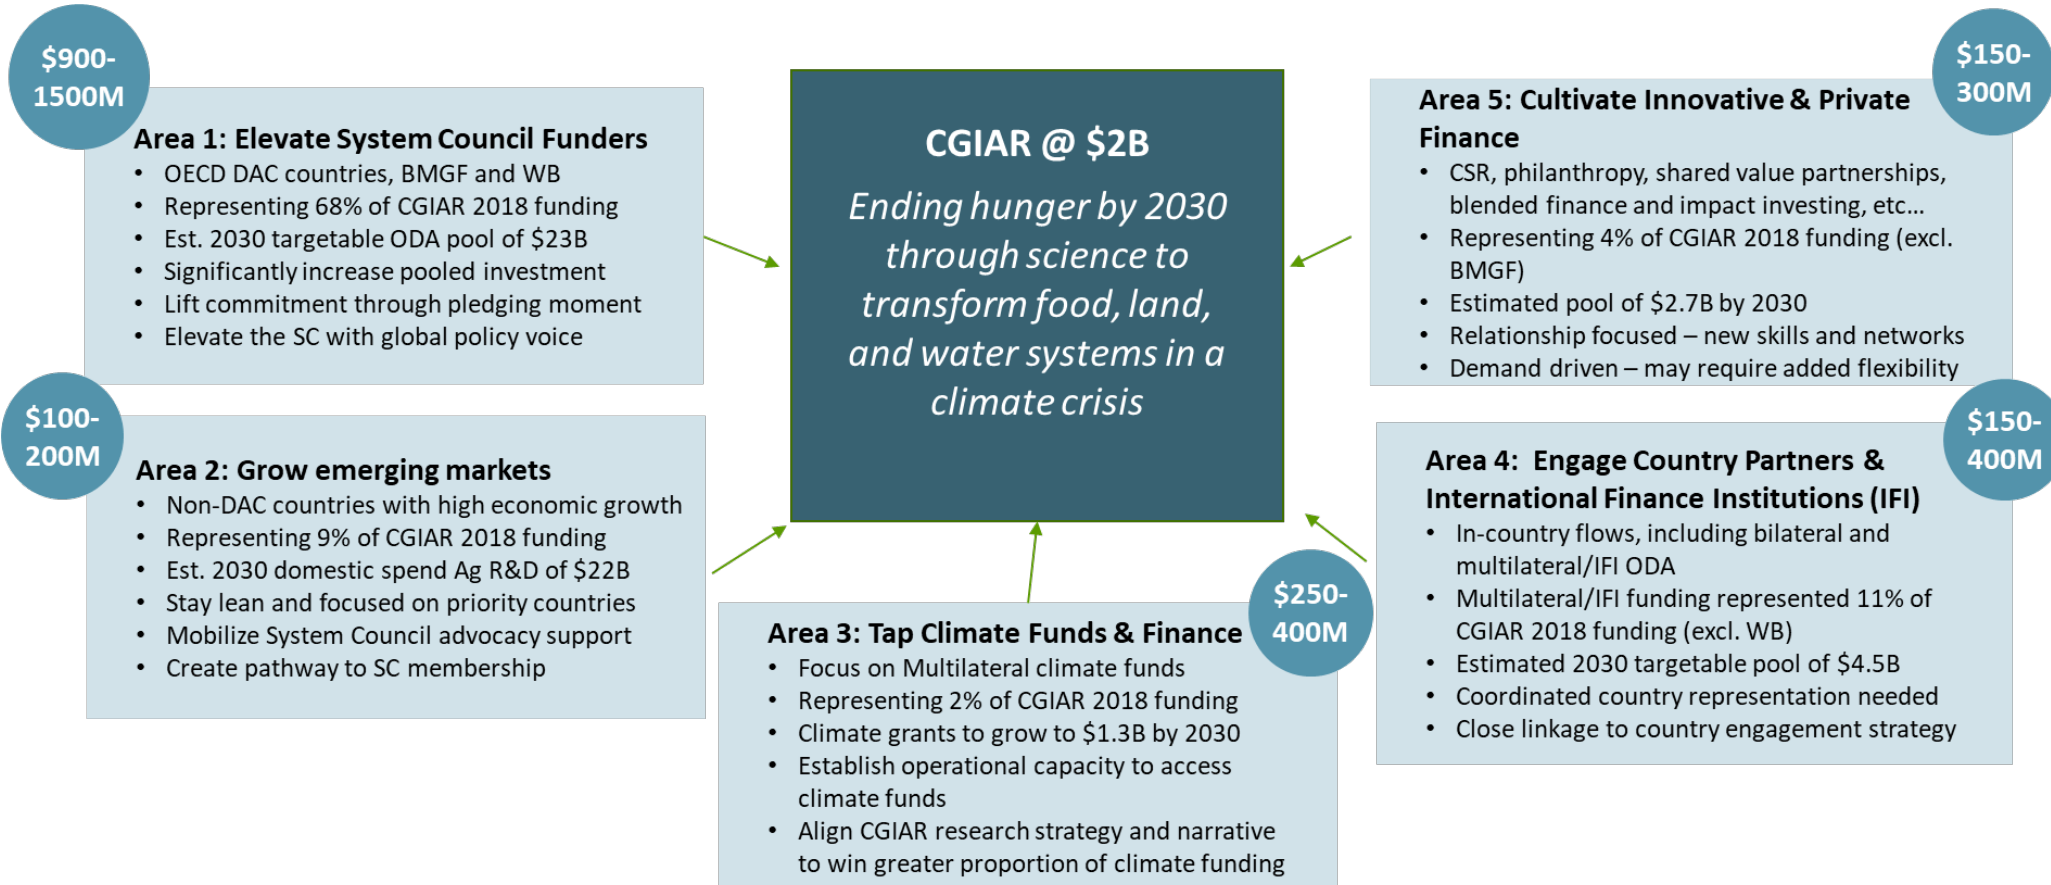 $900-
1500M
Area 1: Elevate System Council Funders
• OECD DAC countries, BMGF and WB
• Representing 68% of CGIAR 2018 funding
• Est. 2030 targetable ODA pool of $23B
• Significantly increase pooled investment
• Lift commitment through pledging moment
• Elevate the SC with global policy voice
$100-
200M
Area 2: Grow emerging markets
• Non-DAC countries with high economic growth
• Representing 9% of CGIAR 2018 funding
• Est. 2030 domestic spend Ag R&D of $22B
• Stay lean and focused on priority countries
• Mobilize System Council advocacy support
• Create pathway to SC membership
CGIAR @ $2B
Ending hunger by 2030
through science to
transform food, land,
and water systems in a
climate crisis
$250-
400M
Area 3: Tap Climate Funds & Finance
• Focus on Multilateral climate funds
• Representing 2% of CGIAR 2018 funding
• Climate grants to grow to $1.3B by 2030
• Establish operational capacity to access
climate funds
• Align CGIAR research strategy and narrative
to win greater proportion of climate funding
$150-
300M
Area 5: Cultivate Innovative & Private
Finance
• CSR, philanthropy, shared value partnerships,
blended finance and impact investing, etc…
• Representing 4% of CGIAR 2018 funding (excl.
BMGF)
• Estimated pool of $2.7B by 2030
• Relationship focused – new skills and networks
• Demand driven – may require added flexibility
$150-
400M
Area 4: Engage Country Partners &
International Finance Institutions (IFI)
• In-country flows, including bilateral and
multilateral/IFI ODA
• Multilateral/IFI funding represented 11% of
CGIAR 2018 funding (excl. WB)
• Estimated 2030 targetable pool of $4.5B
• Coordinated country representation needed
• Close linkage to country engagement strategy